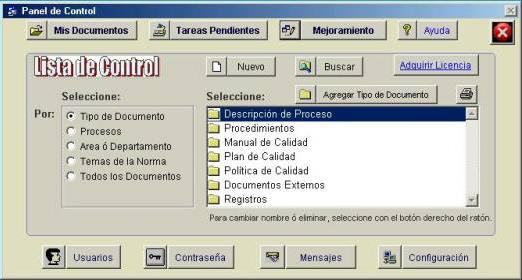 Panel de Control
Mis Documentos
Tareas Pendientes
Mejoramiento
Ayuda
Lista de Control
Nuevo
Buscar
Adquirir Licencia
Seleccione:
Seleccione:
Agregar Tipo de Documento
Por:
Tipo de Documento
Procesos
Area ó Departamento
Temas de la Norma
Todos los Documentos
Descripción de Proceso
Procedimientos
Manual de Calidad
Plan de Calidad
Política de Calidad
Documentos Externos
Registros
Para cambiar nombre ó eliminar, seleccione con el botón derecho del ratón.
Usuarios
Contraseña
Mensajes
Configuración